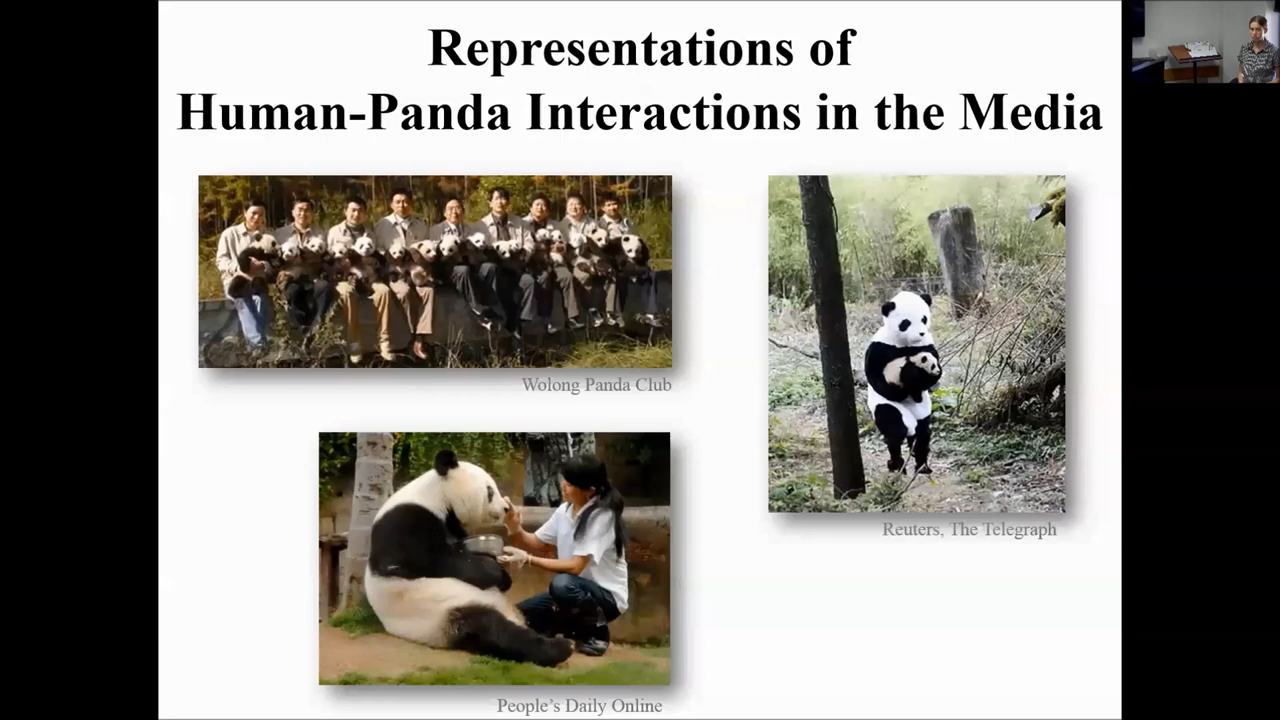 Representations of
Human-Panda Interactions in the Media
Wolong Panda Club
Reuters, The Telegraph
People's Daily Online